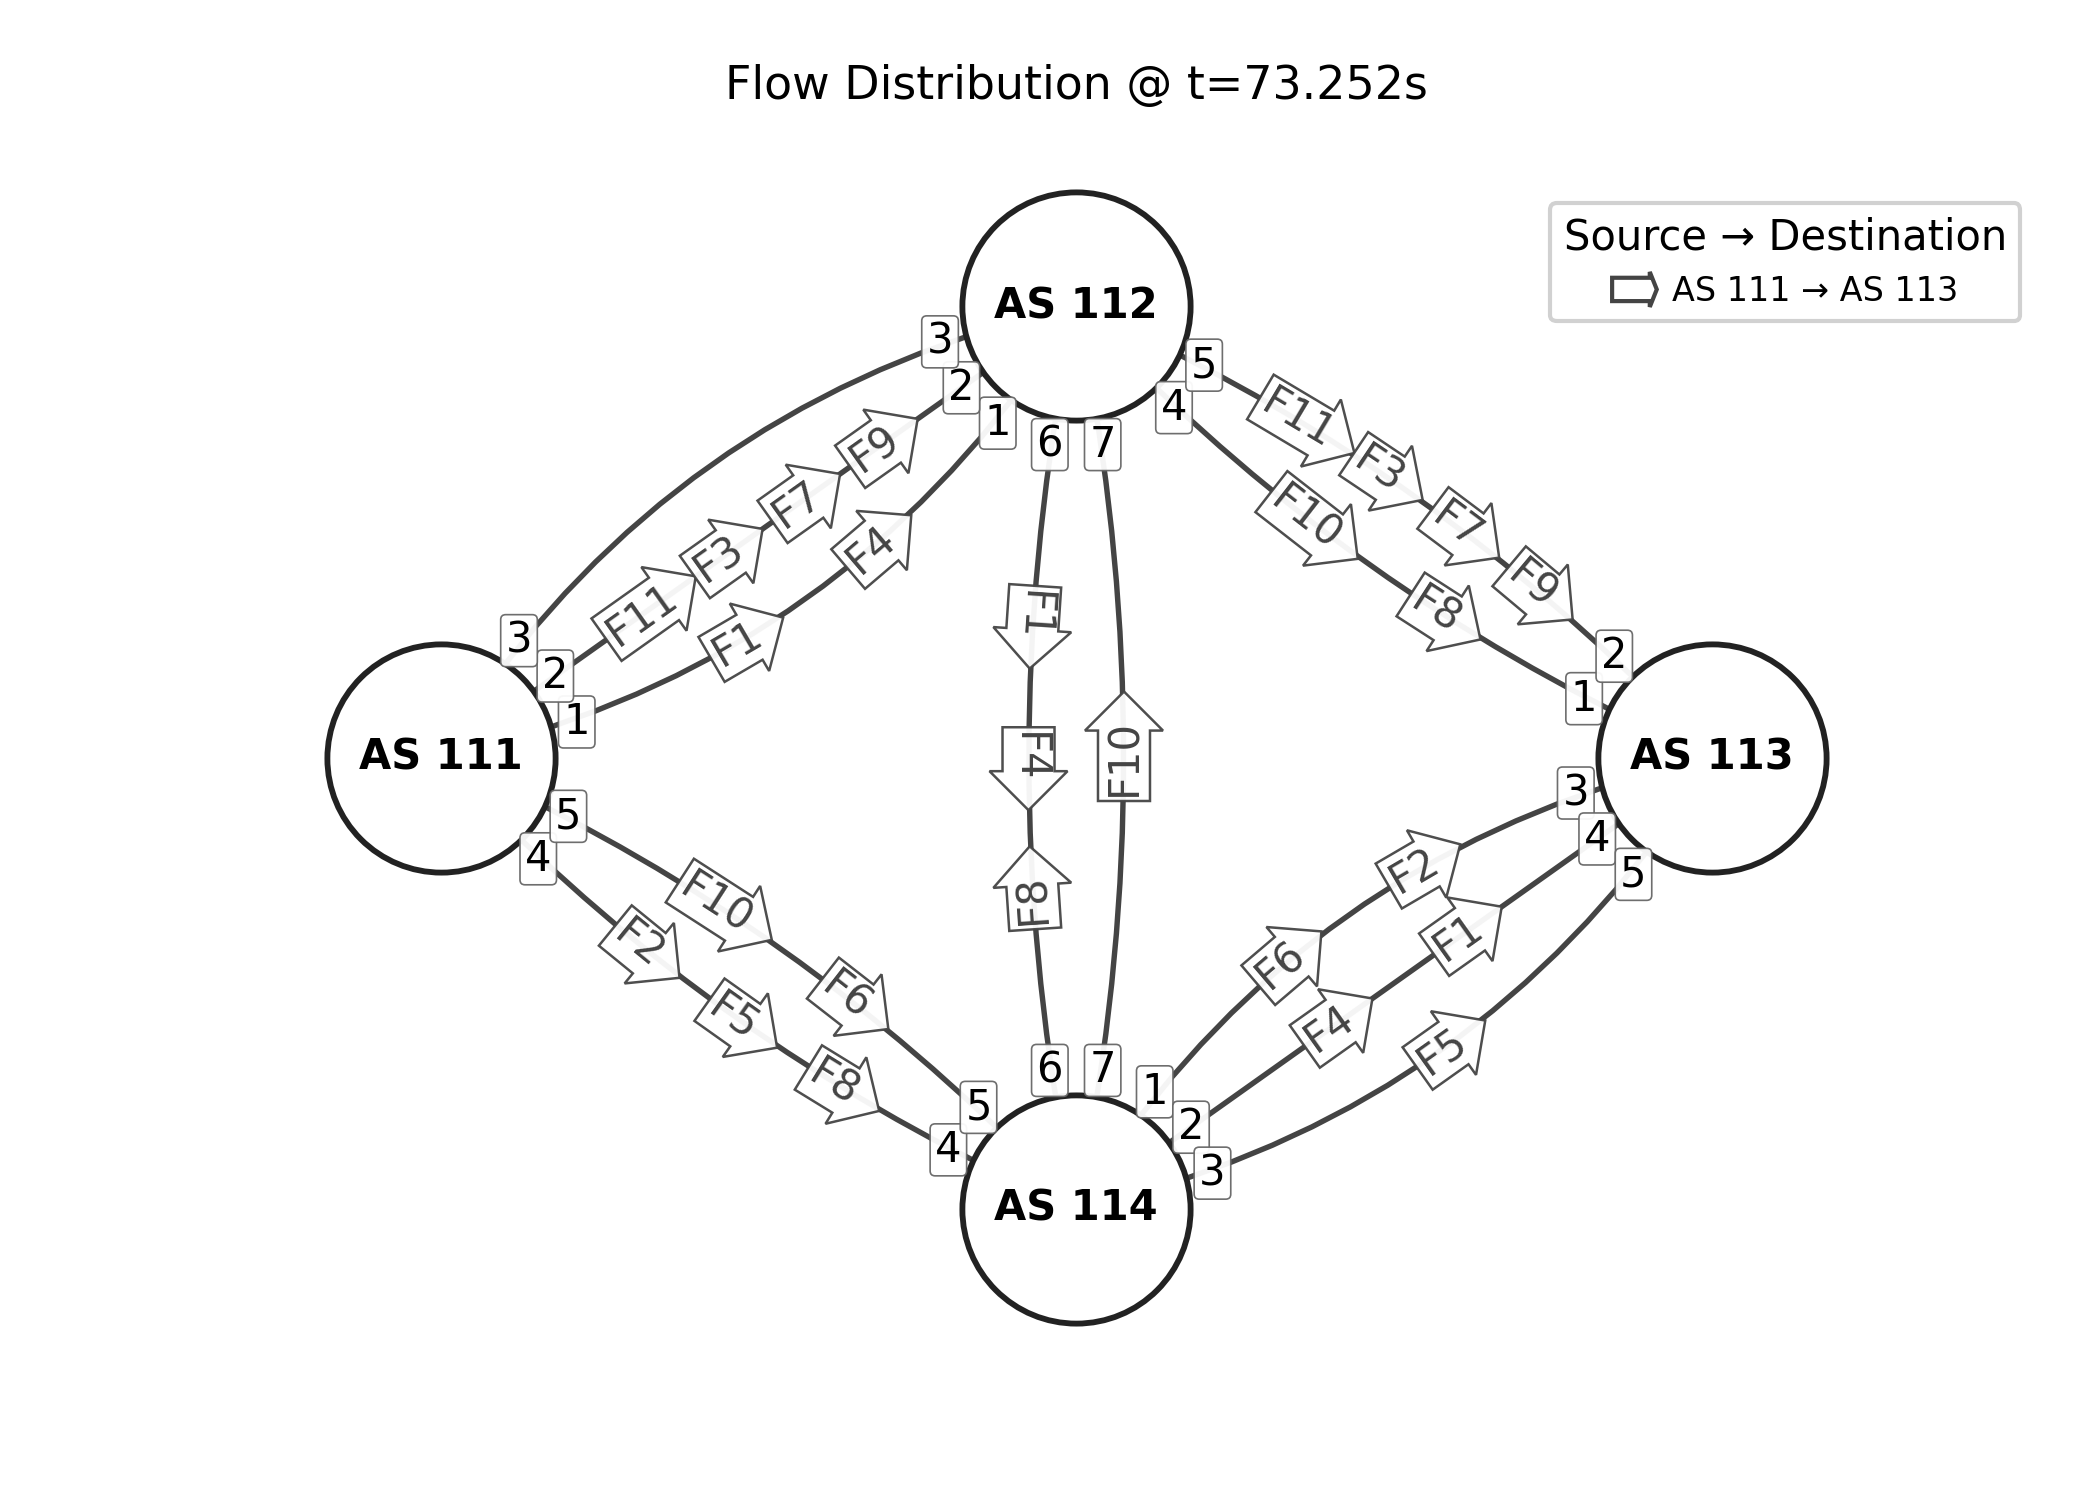 Flow Distribution @ t=73.252s
Source → Destination
AS 111 → AS 113
AS 112
3
2
1
6
7
4
5
F11
F3
F7
F9
F10
F8
F11
F3
F7
F9
F1
F4
F1
F4
F8
F10
3
2
1
AS 111
5
4
2
1
AS 113
3
4
5
F10
F6
F2
F5
F8
F2
F6
F1
F4
F5
5
4
6
7
1
2
3
AS 114